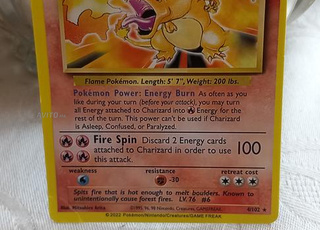 Flame Pokémon. Length: 5' 7", Weight: 200 lbs.
Pokémon Power: Energy Burn As often as you
like during your turn (before your attack), you may turn
all Energy attached to Charizard into Energy for the rest
of the turn. This power can't be used if Charizard
is Asleep, Confused, or Paralyzed.
Fire Spin Discard 2 Energy cards
attached to Charizard in order to use
this attack.
100
weakness
resistance
retreat cost
-30
Spits fire that is hot enough to melt boulders. Known to
unintentionally cause forest fires. LV. 76 #6
Illus. Mitsuhiro Arita
4/102 ★
©2022 Pokémon/Nintendo/Creatures/GAME FREAK